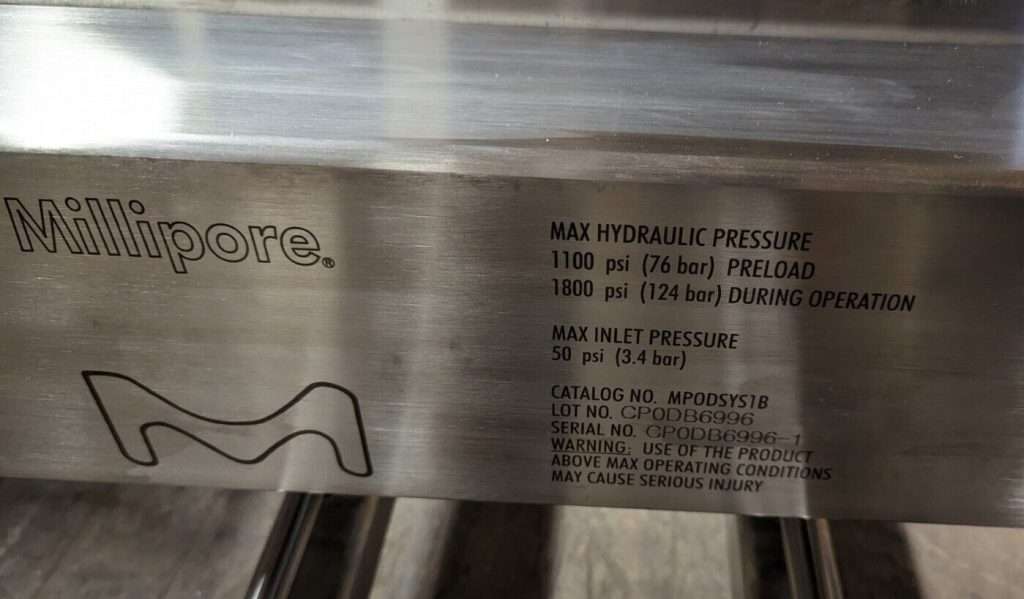 Millipore®
MAX HYDRAULIC PRESSURE
1100 psi (76 bar) PRELOAD
1800 psi (124 bar) DURING OPERATION
MAX INLET PRESSURE
50 psi (3.4 bar)
CATALOG NO. MPODSYS1B
LOT NO. CP0DB6996
SERIAL NO. CP0DB6996-1
WARNING: USE OF THE PRODUCT
ABOVE MAX OPERATING CONDITIONS
MAY CAUSE SERIOUS INJURY